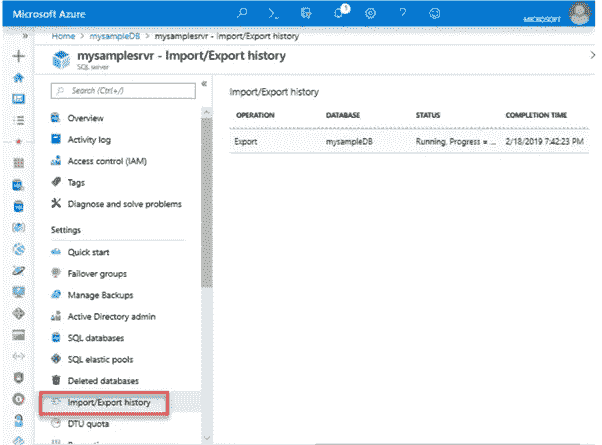 Microsoft Azure
1
MICROSOFT
Home > mysampleDB > mysamplesrvr - Import/Export history
mysamplesrvr - Import/Export history
SQL server
Search (Ctrl+/)
Overview
Activity log
Access control (IAM)
Tags
Diagnose and solve problems
Settings
Quick start
Failover groups
Manage Backups
Active Directory admin
SQL databases
SQL elastic pools
Deleted databases
Import/Export history
DTU quota
Import/Export history
OPERATION DATABASE STATUS COMPLETION TIME
Export mysampleDB Running, Progress = ... 2/18/2019 7:42:23 PM